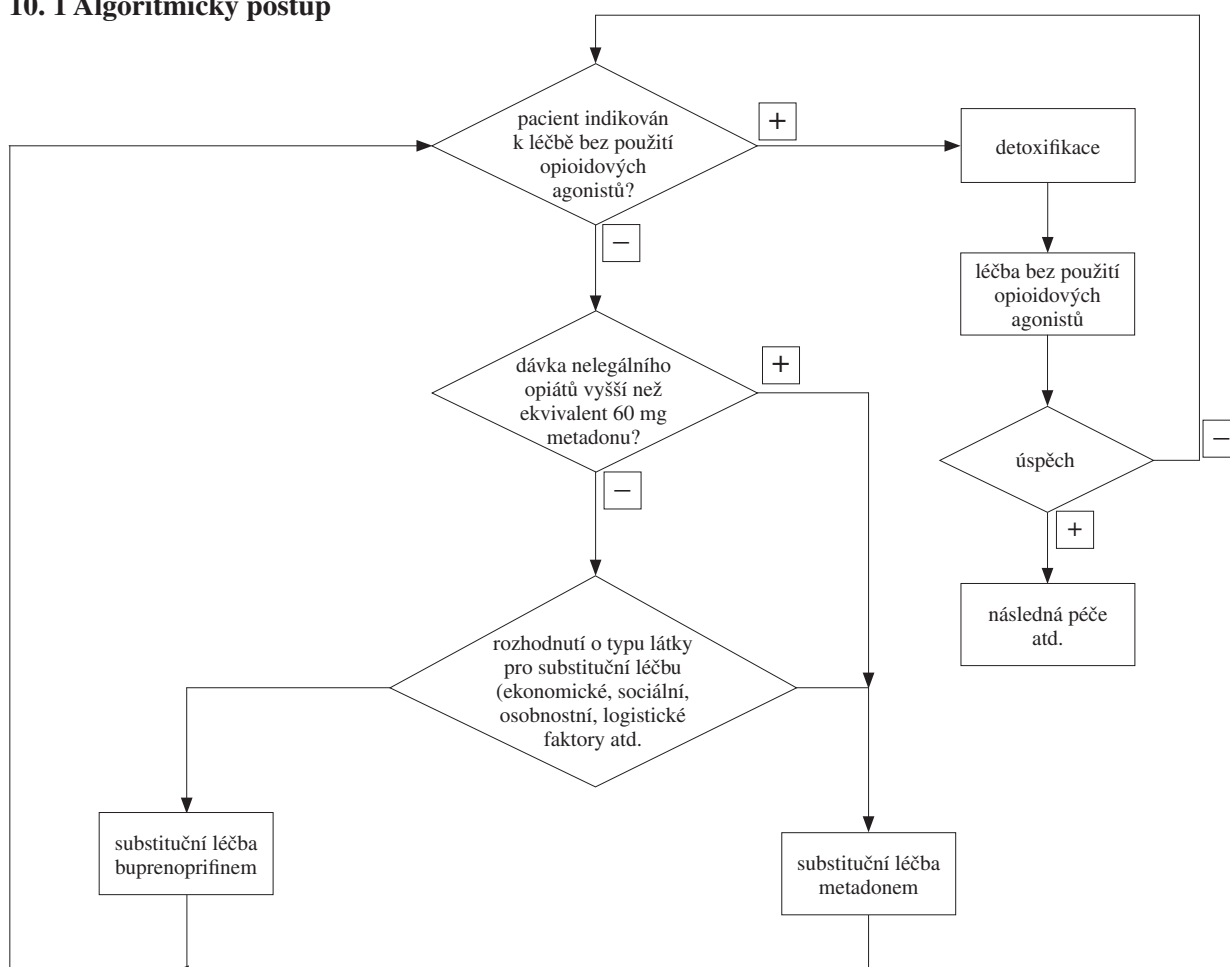 10. 1 Algoritmický postup
pacient indikován
k léčbě bez použití
opioidových
agonistů?
+
detoxifikace
−
léčba bez použití
opioidových
agonistů
dávka nelegálního
opiátů vyšší než
ekvivalent 60 mg
metadonu?
+
−
úspěch
−
+
následná péče
atd.
rozhodnutí o typu látky
pro substituční léčbu
(ekonomické, sociální,
osobnostní, logistické
faktory atd.
substituční léčba
buprenoprifinem
substituční léčba
metadonem